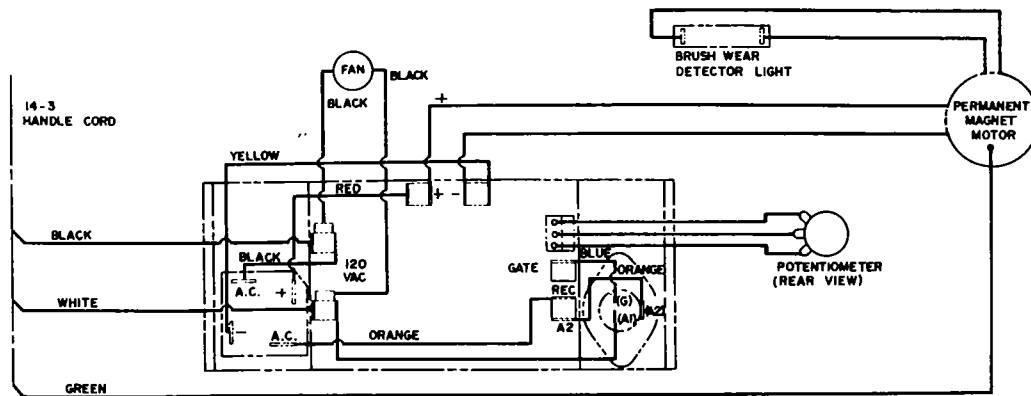 FAN
BLACK
BLACK
BRUSH WEAR
DETECTOR LIGHT
14-3
HANDLE CORD
+
PERMANENT
MAGNET
MOTOR
YELLOW
RED
+ -
BLACK
BLACK
120
VAC
A.C.
+
GATE
BLUE
ORANGE
POTENTIOMETER
(REAR VIEW)
WHITE
REC
(G)
(A1)
(A2)
-
A.C.
ORANGE
A2
GREEN